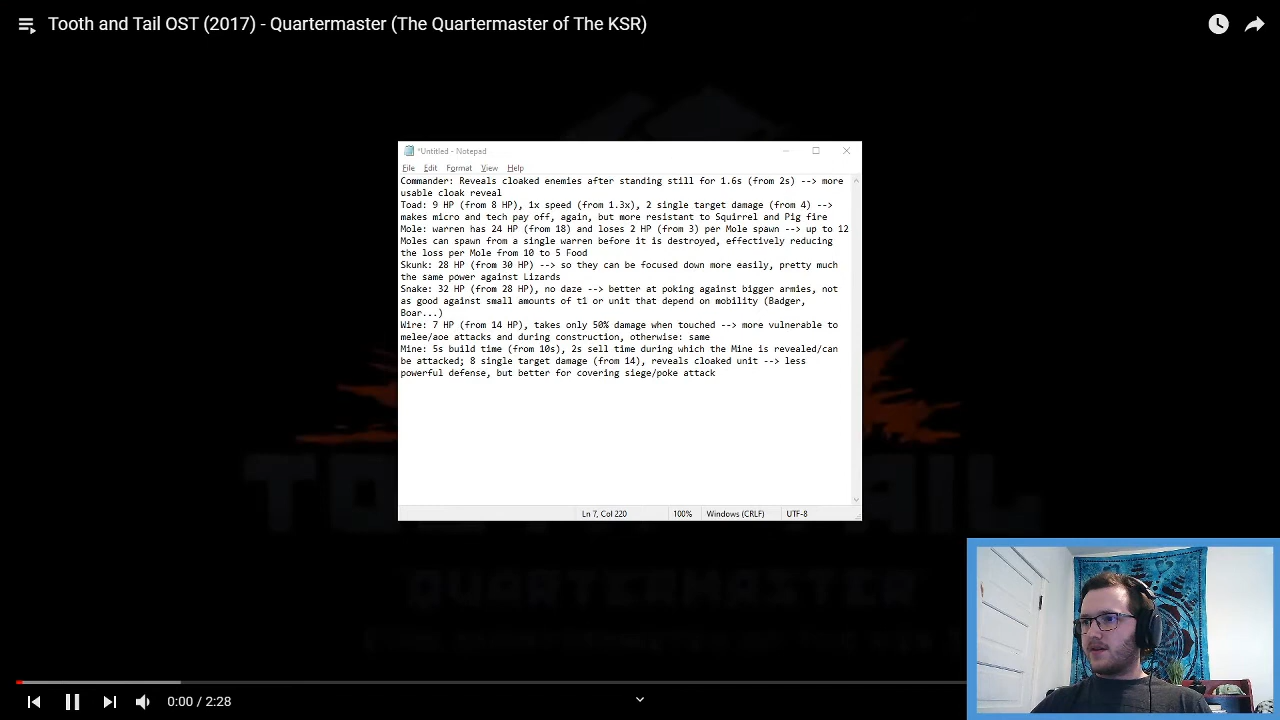 Tooth and Tail OST (2017) - Quartermaster (The Quartermaster of The KSR)
*Untitled - Notepad
File Edit Format View Help
Commander: Reveals cloaked enemies after standing still for 1.6s (from 2s) --> more
usable cloak reveal
Toad: 9 HP (from 8 HP), 1x speed (from 1.3x), 2 single target damage (from 4) -->
makes micro and tech pay off, again, but more resistant to Squirrel and Pig fire
Mole: warren has 24 HP (from 18) and loses 2 HP (from 3) per Mole spawn --> up to 12
Moles can spawn from a single warren before it is destroyed, effectively reducing
the loss per Mole from 10 to 5 Food
Skunk: 28 HP (from 30 HP) --> so they can be focused down more easily, pretty much
the same power against Lizards
Snake: 32 HP (from 28 HP), no daze --> better at poking against bigger armies, not
as good against small amounts of t1 or unit that depend on mobility (Badger,
Boar...)
Wire: 7 HP (from 14 HP), takes only 50% damage when touched --> more vulnerable to
melee/aoe attacks and during construction, otherwise: same
Mine: 5s build time (from 10s), 2s sell time during which the Mine is revealed/can
be attacked; 8 single target damage (from 14), reveals cloaked unit --> less
powerful defense, but better for covering siege/poke attack
Ln 7, Col 220 100% Windows (CRLF) UTF-8
QUARTERMASTER
0:00 / 2:28